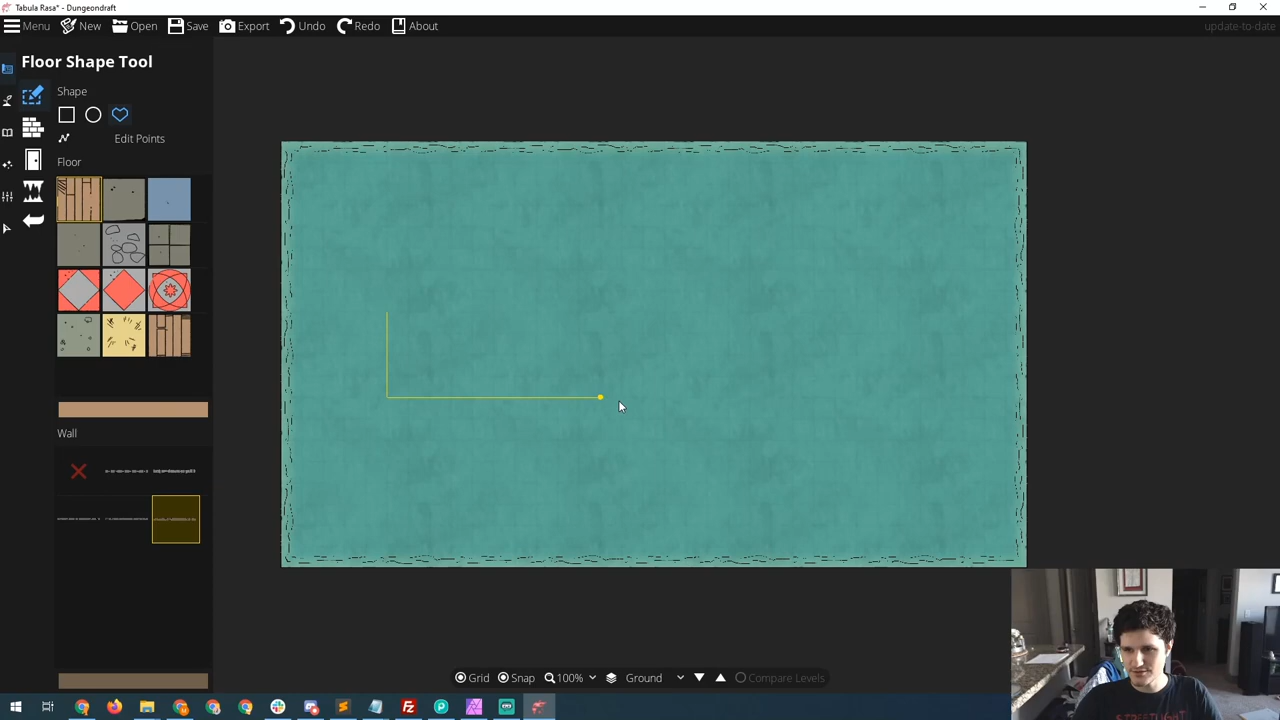 Tabula Rasa* - Dungeondraft
Menu New Open Save Export Undo Redo About update-to-date
Floor Shape Tool
Shape
Edit Points
Floor
Wall
Grid Snap 100% Ground Compare Levels
STREETLIGHT